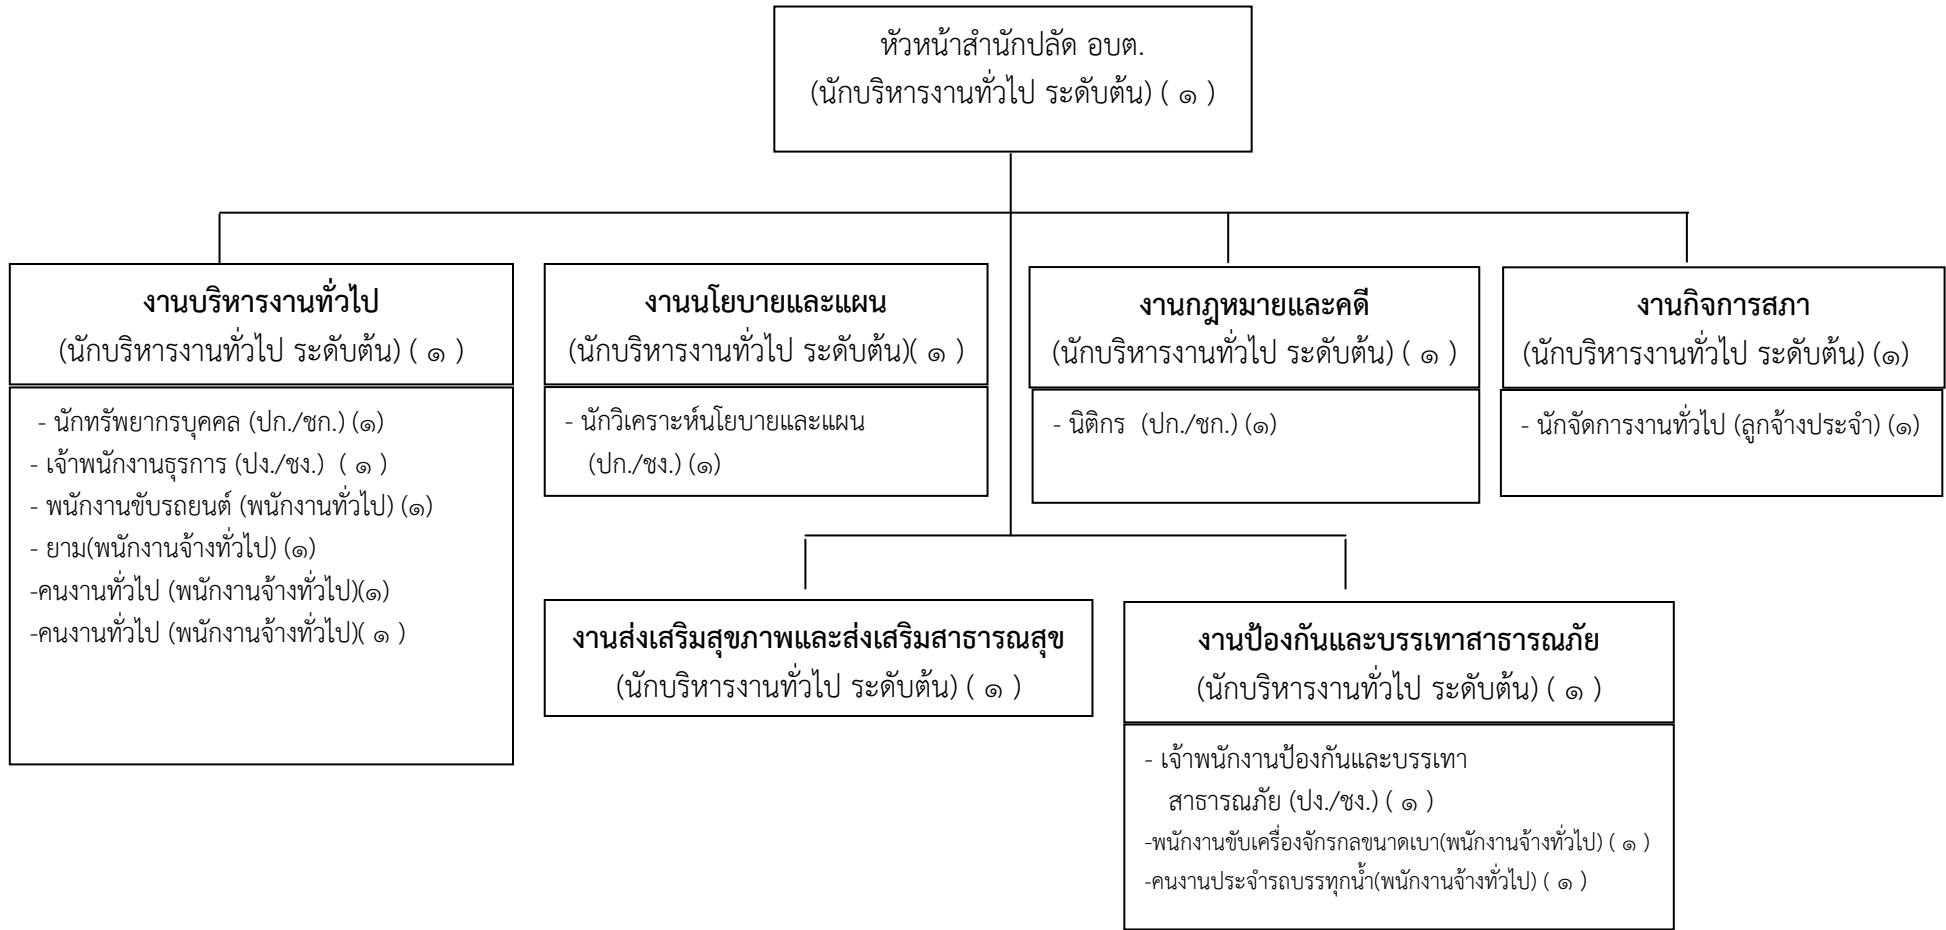 หัวหน้าสำนักปลัด อบต.
(นักบริหารงานทั่วไป ระดับต้น) ( ๑ )
งานบริหารงานทั่วไป
(นักบริหารงานทั่วไป ระดับต้น) ( ๑ )
- นักทรัพยากรบุคคล (ปก./ชก.) (๑)
- เจ้าพนักงานธุรการ (ปง./ชง.) ( ๑ )
- พนักงานขับรถยนต์ (พนักงานทั่วไป) (๑)
- ยาม(พนักงานจ้างทั่วไป) (๑)
-คนงานทั่วไป (พนักงานจ้างทั่วไป)(๑)
-คนงานทั่วไป (พนักงานจ้างทั่วไป)( ๑ )
งานนโยบายและแผน
(นักบริหารงานทั่วไป ระดับต้น)( ๑ )
- นักวิเคราะห์นโยบายและแผน
(ปก./ชง.) (๑)
งานกฎหมายและคดี
(นักบริหารงานทั่วไป ระดับต้น) ( ๑ )
- นิติกร (ปก./ชก.) (๑)
งานกิจการสภา
(นักบริหารงานทั่วไป ระดับต้น) (๑)
- นักจัดการงานทั่วไป (ลูกจ้างประจำ) (๑)
งานส่งเสริมสุขภาพและส่งเสริมสาธารณสุข
(นักบริหารงานทั่วไป ระดับต้น) ( ๑ )
งานป้องกันและบรรเทาสาธารณภัย
(นักบริหารงานทั่วไป ระดับต้น) ( ๑ )
- เจ้าพนักงานป้องกันและบรรเทา
สาธารณภัย (ปง./ชง.) ( ๑ )
-พนักงานขับเครื่องจักรกลขนาดเบา(พนักงานจ้างทั่วไป) ( ๑ )
-คนงานประจำรถบรรทุกน้ำ(พนักงานจ้างทั่วไป) ( ๑ )